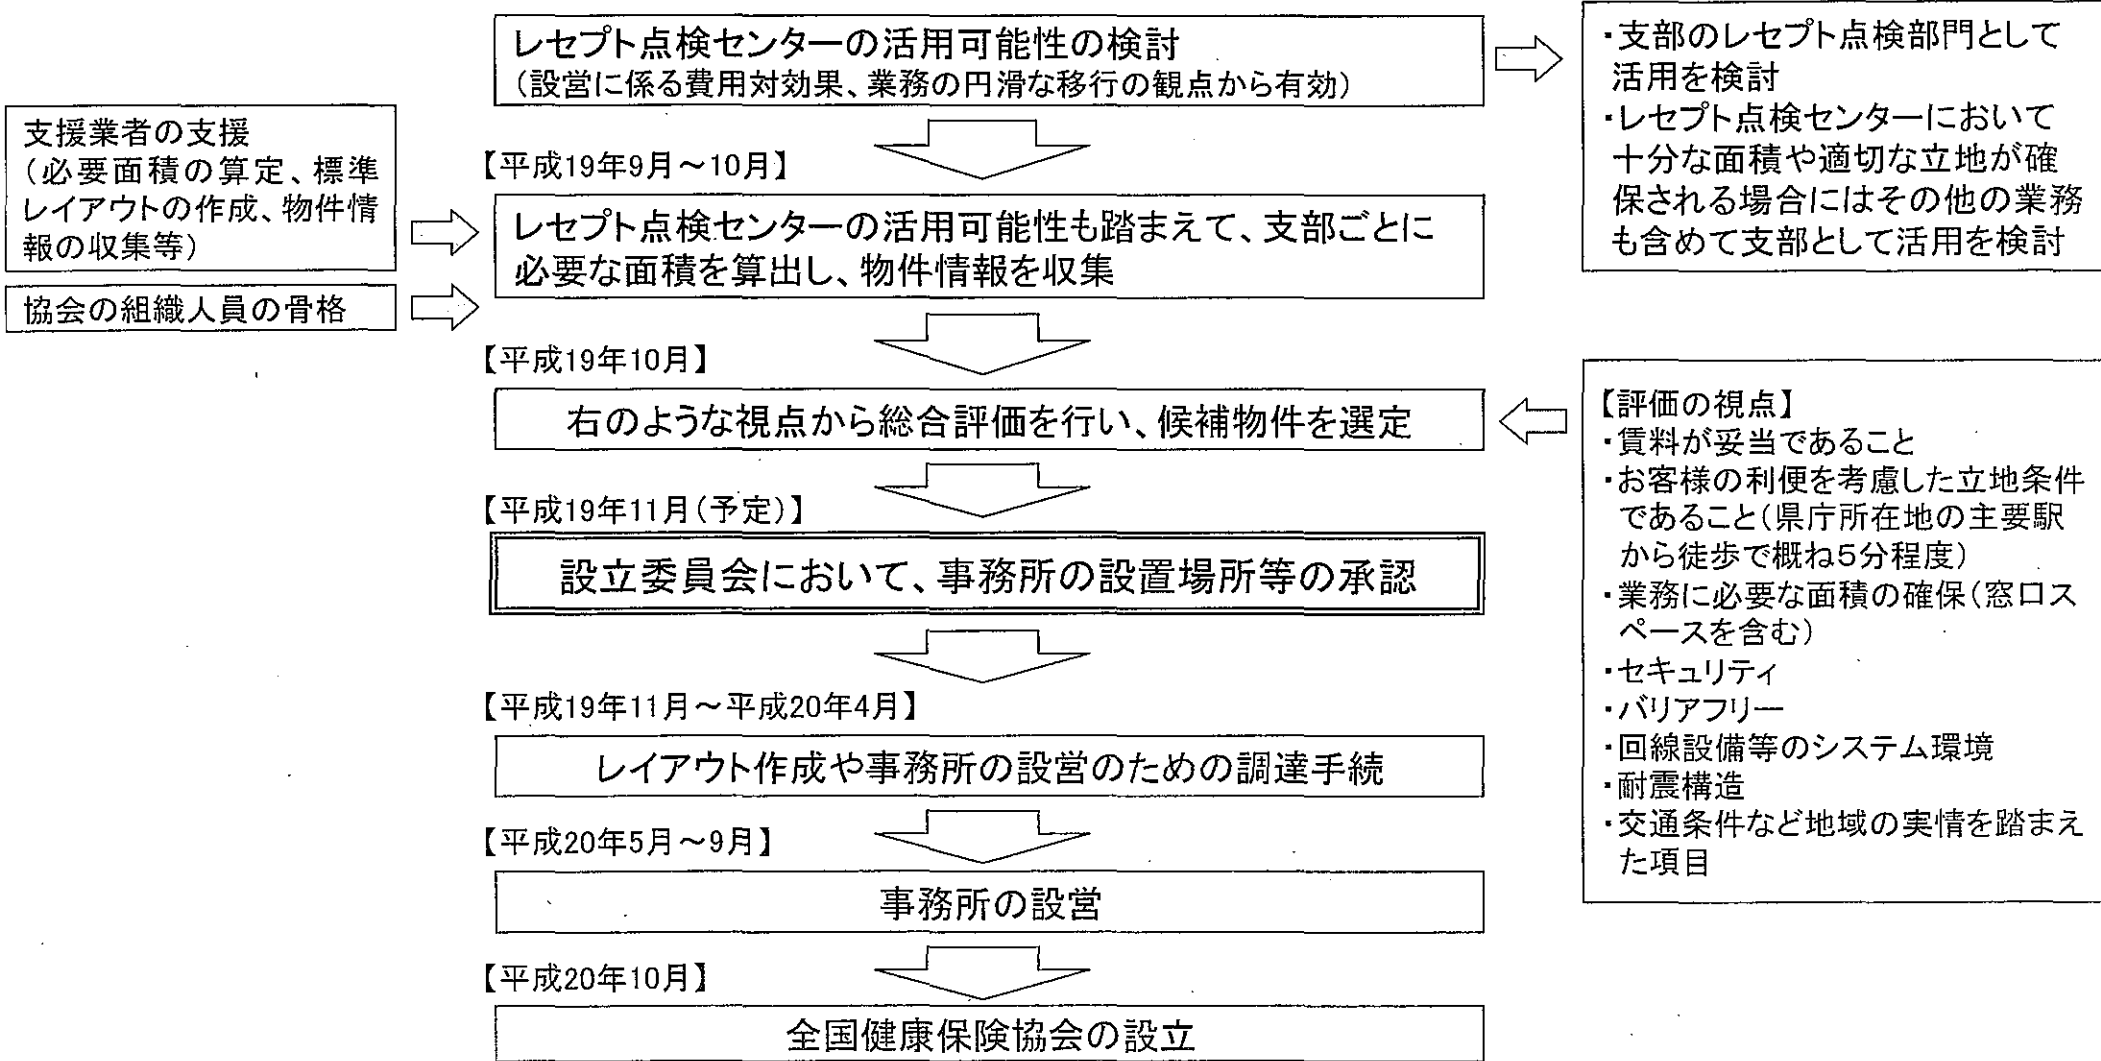 レセプト点検センターの活用可能性の検討
(設営に係る費用対効果、業務の円滑な移行の観点から有効)
・支部のレセプト点検部門として
活用を検討
・レセプト点検センターにおいて
十分な面積や適切な立地が確
保される場合にはその他の業務
も含めて支部として活用を検討
支援業者の支援
(必要面積の算定、標準
レイアウトの作成、物件情
報の収集等)
協会の組織人員の骨格
【平成19年9月～10月】
レセプト点検センターの活用可能性も踏まえて、支部ごとに
必要な面積を算出し、物件情報を収集
【平成19年10月】
右のような視点から総合評価を行い、候補物件を選定
【評価の視点】
・賃料が妥当であること
・お客様の利便を考慮した立地条件
であること(県庁所在地の主要駅
から徒歩で概ね5分程度)
・業務に必要な面積の確保(窓口ス
ペースを含む)
・セキュリティ
・バリアフリー
・回線設備等のシステム環境
・耐震構造
・交通条件など地域の実情を踏まえ
た項目
【平成19年11月(予定)】
設立委員会において、事務所の設置場所等の承認
【平成19年11月～平成20年4月】
レイアウト作成や事務所の設営のための調達手続
【平成20年5月～9月】
事務所の設営
【平成20年10月】
全国健康保険協会の設立